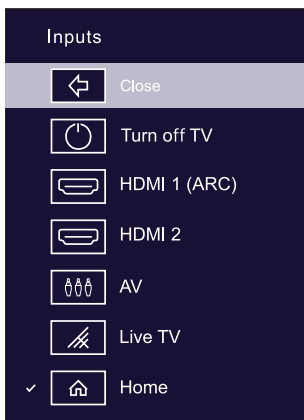 Inputs
Close
Turn off TV
HDMI 1 (ARC)
HDMI 2
AV
Live TV
Home